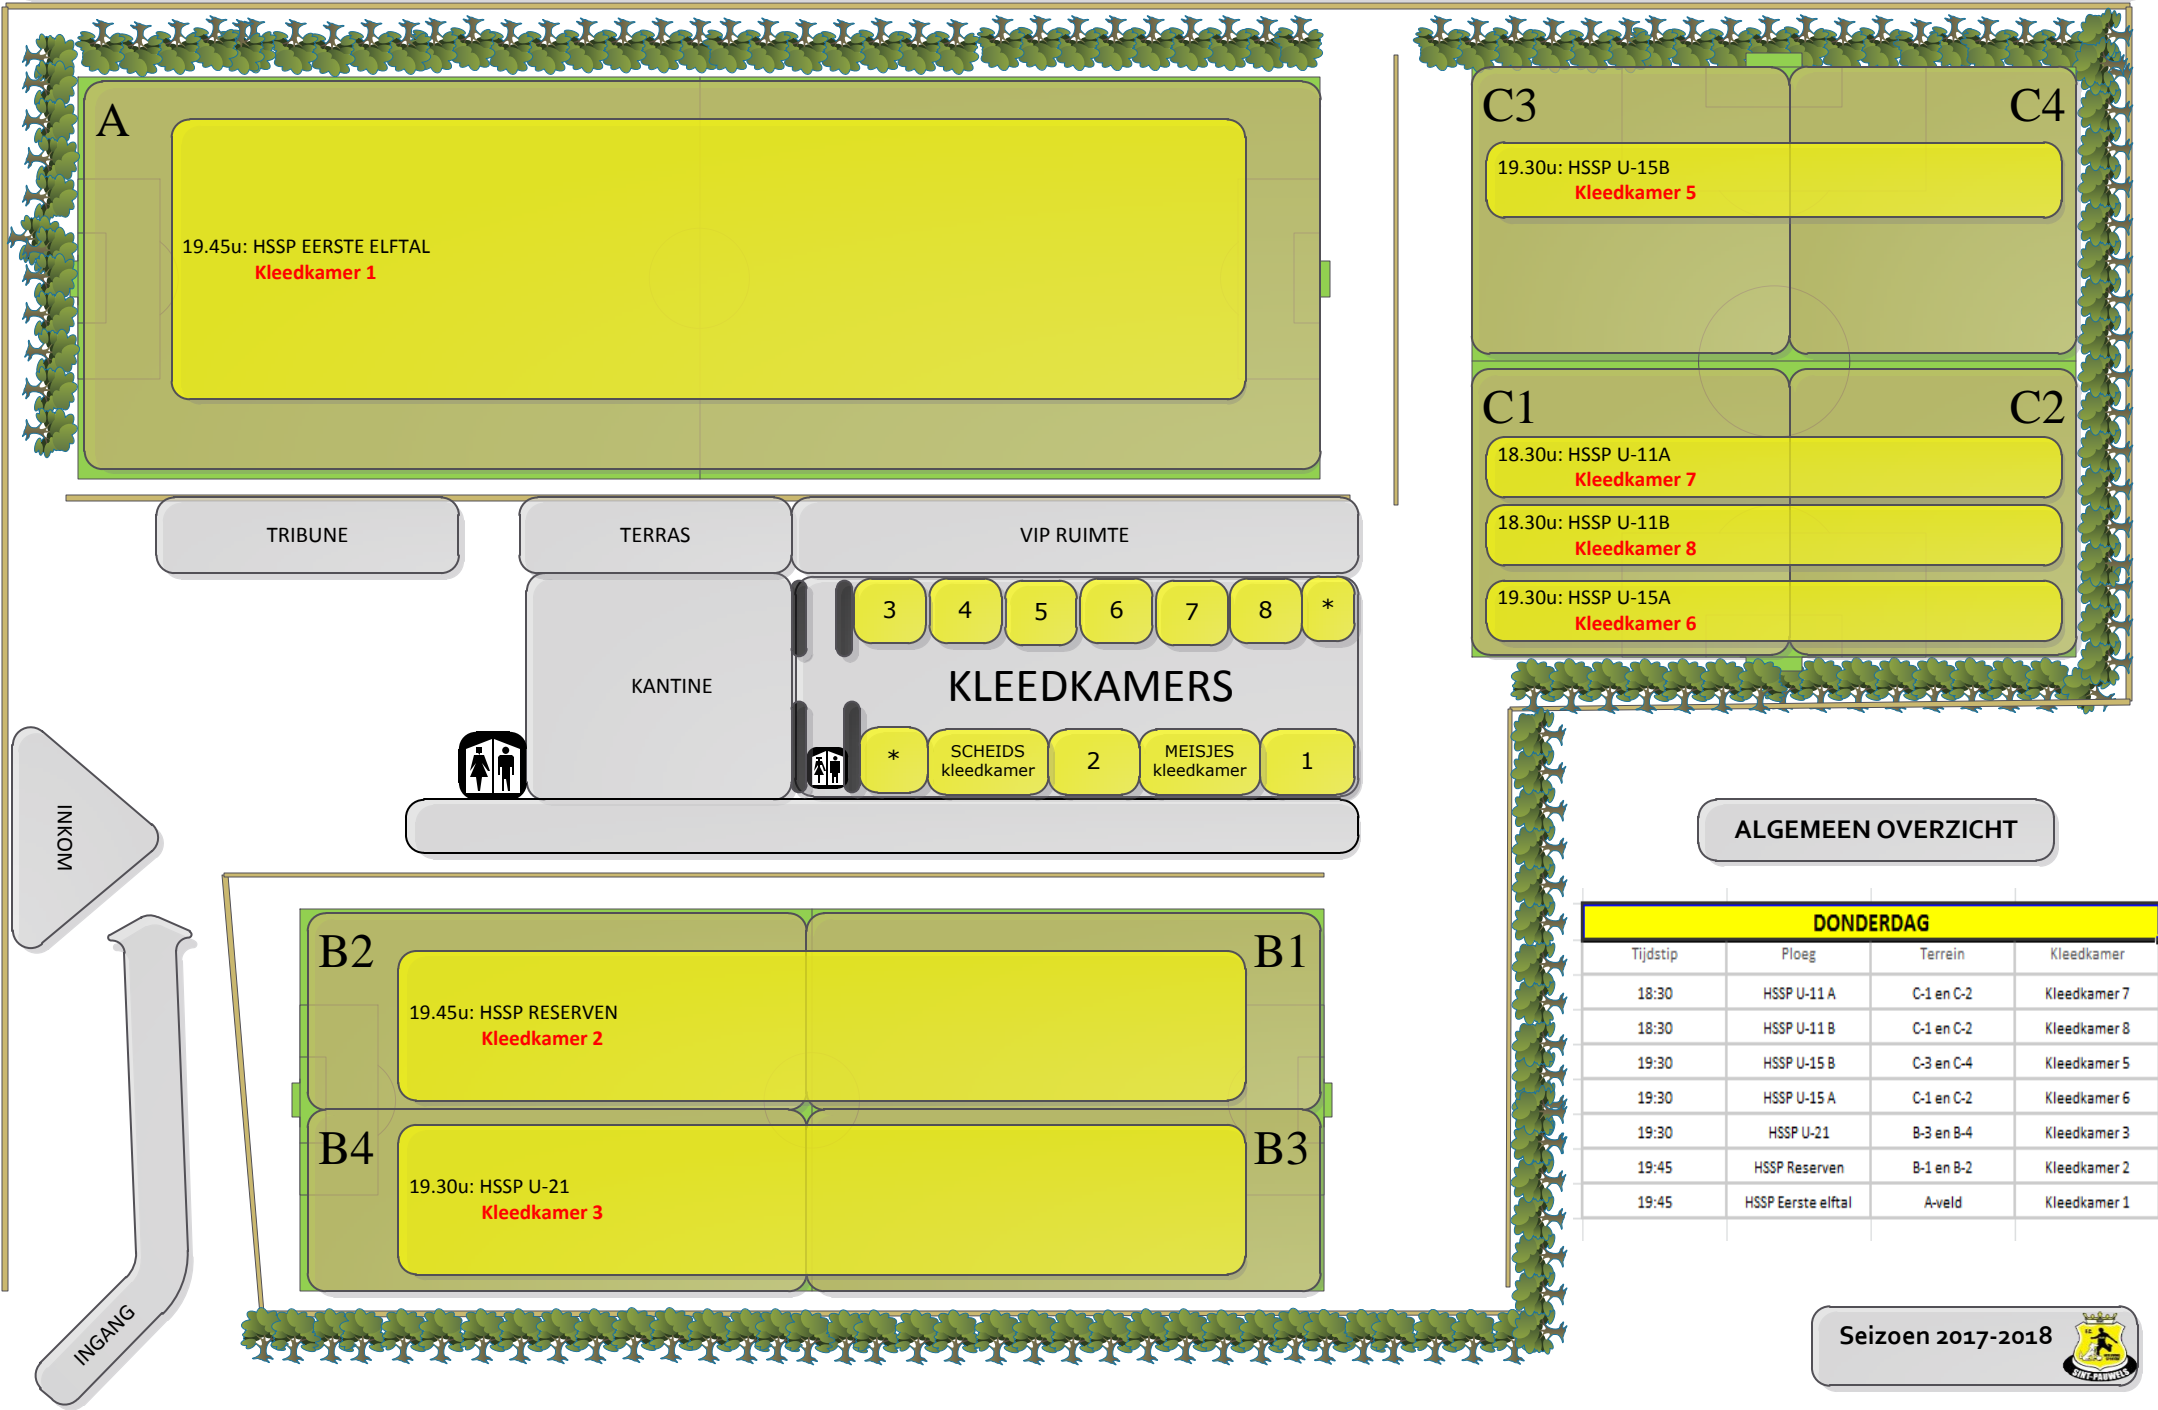 A
19.45u: HSSP EERSTE ELFTAL
Kleedkamer 1
C3
C4
19.30u: HSSP U-15B
Kleedkamer 5
C1
C2
18.30u: HSSP U-11A
Kleedkamer 7
18.30u: HSSP U-11B
Kleedkamer 8
19.30u: HSSP U-15A
Kleedkamer 6
TRIBUNE
TERRAS
VIP RUIMTE
3 4 5 6 7 8 *
KANTINE
KLEEDKAMERS
* SCHEIDS kleedkamer 2 MEISJES kleedkamer 1
INKOM
INGANG
B2
B1
19.45u: HSSP RESERVEN
Kleedkamer 2
B4
B3
19.30u: HSSP U-21
Kleedkamer 3
ALGEMEEN OVERZICHT
DONDERDAG
Tijdstip Ploeg Terrein Kleedkamer
18:30 HSSP U-11 A C-1 en C-2 Kleedkamer 7
18:30 HSSP U-11 B C-1 en C-2 Kleedkamer 8
19:30 HSSP U-15 B C-3 en C-4 Kleedkamer 5
19:30 HSSP U-15 A C-1 en C-2 Kleedkamer 6
19:30 HSSP U-21 B-3 en B-4 Kleedkamer 3
19:45 HSSP Reserven B-1 en B-2 Kleedkamer 2
19:45 HSSP Eerste elftal A-veld Kleedkamer 1
Seizoen 2017-2018
SINT-PAUWELS